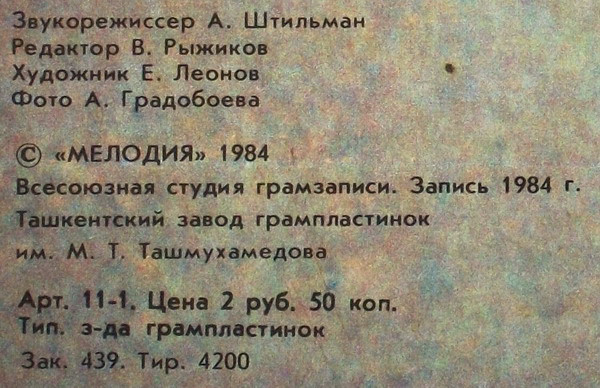 Звукорежиссер А. Штильман
Редактор В. Рыжиков
Художник Е. Леонов
Фото А. Градобоева
© «МЕЛОДИЯ» 1984
Всесоюзная студия грамзаписи. Запись 1984 г.
Ташкентский завод грампластинок
им. М. Т. Ташмухамедова
Арт. 11-1. Цена 2 руб. 50 коп.
Тип. з-да грампластинок
Зак. 439. Тир. 4200